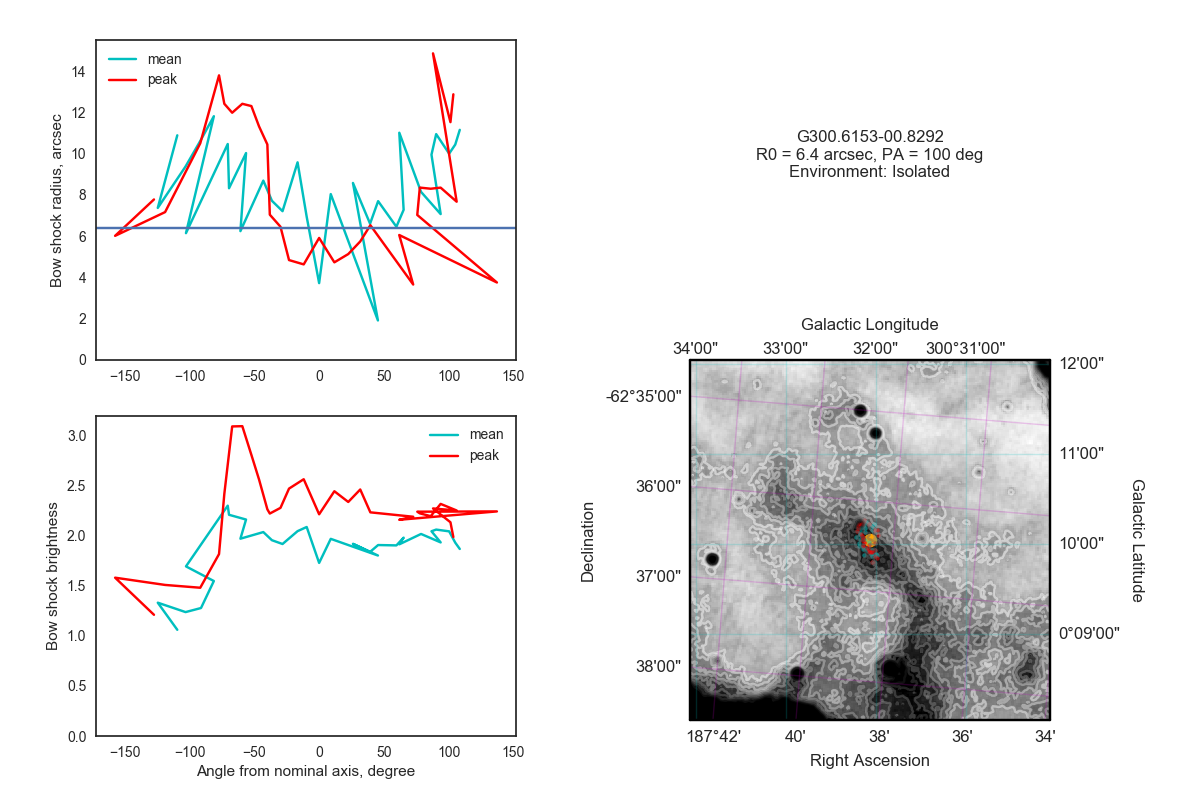 mean
peak
Bow shock radius, arcsec
14
12
10
8
6
4
2
0
−150 −100 −50 0 50 100 150
mean
peak
Bow shock brightness
3.0
2.5
2.0
1.5
1.0
0.5
0.0
−150 −100 −50 0 50 100 150
Angle from nominal axis, degree
G300.6153-00.8292
R0 = 6.4 arcsec, PA = 100 deg
Environment: Isolated
Galactic Longitude
34'00" 33'00" 32'00" 300°31'00"
Declination
-62°35'00"
36'00"
37'00"
38'00"
12'00"
11'00"
10'00"
0°09'00"
Galactic Latitude
187°42' 40' 38' 36' 34'
Right Ascension